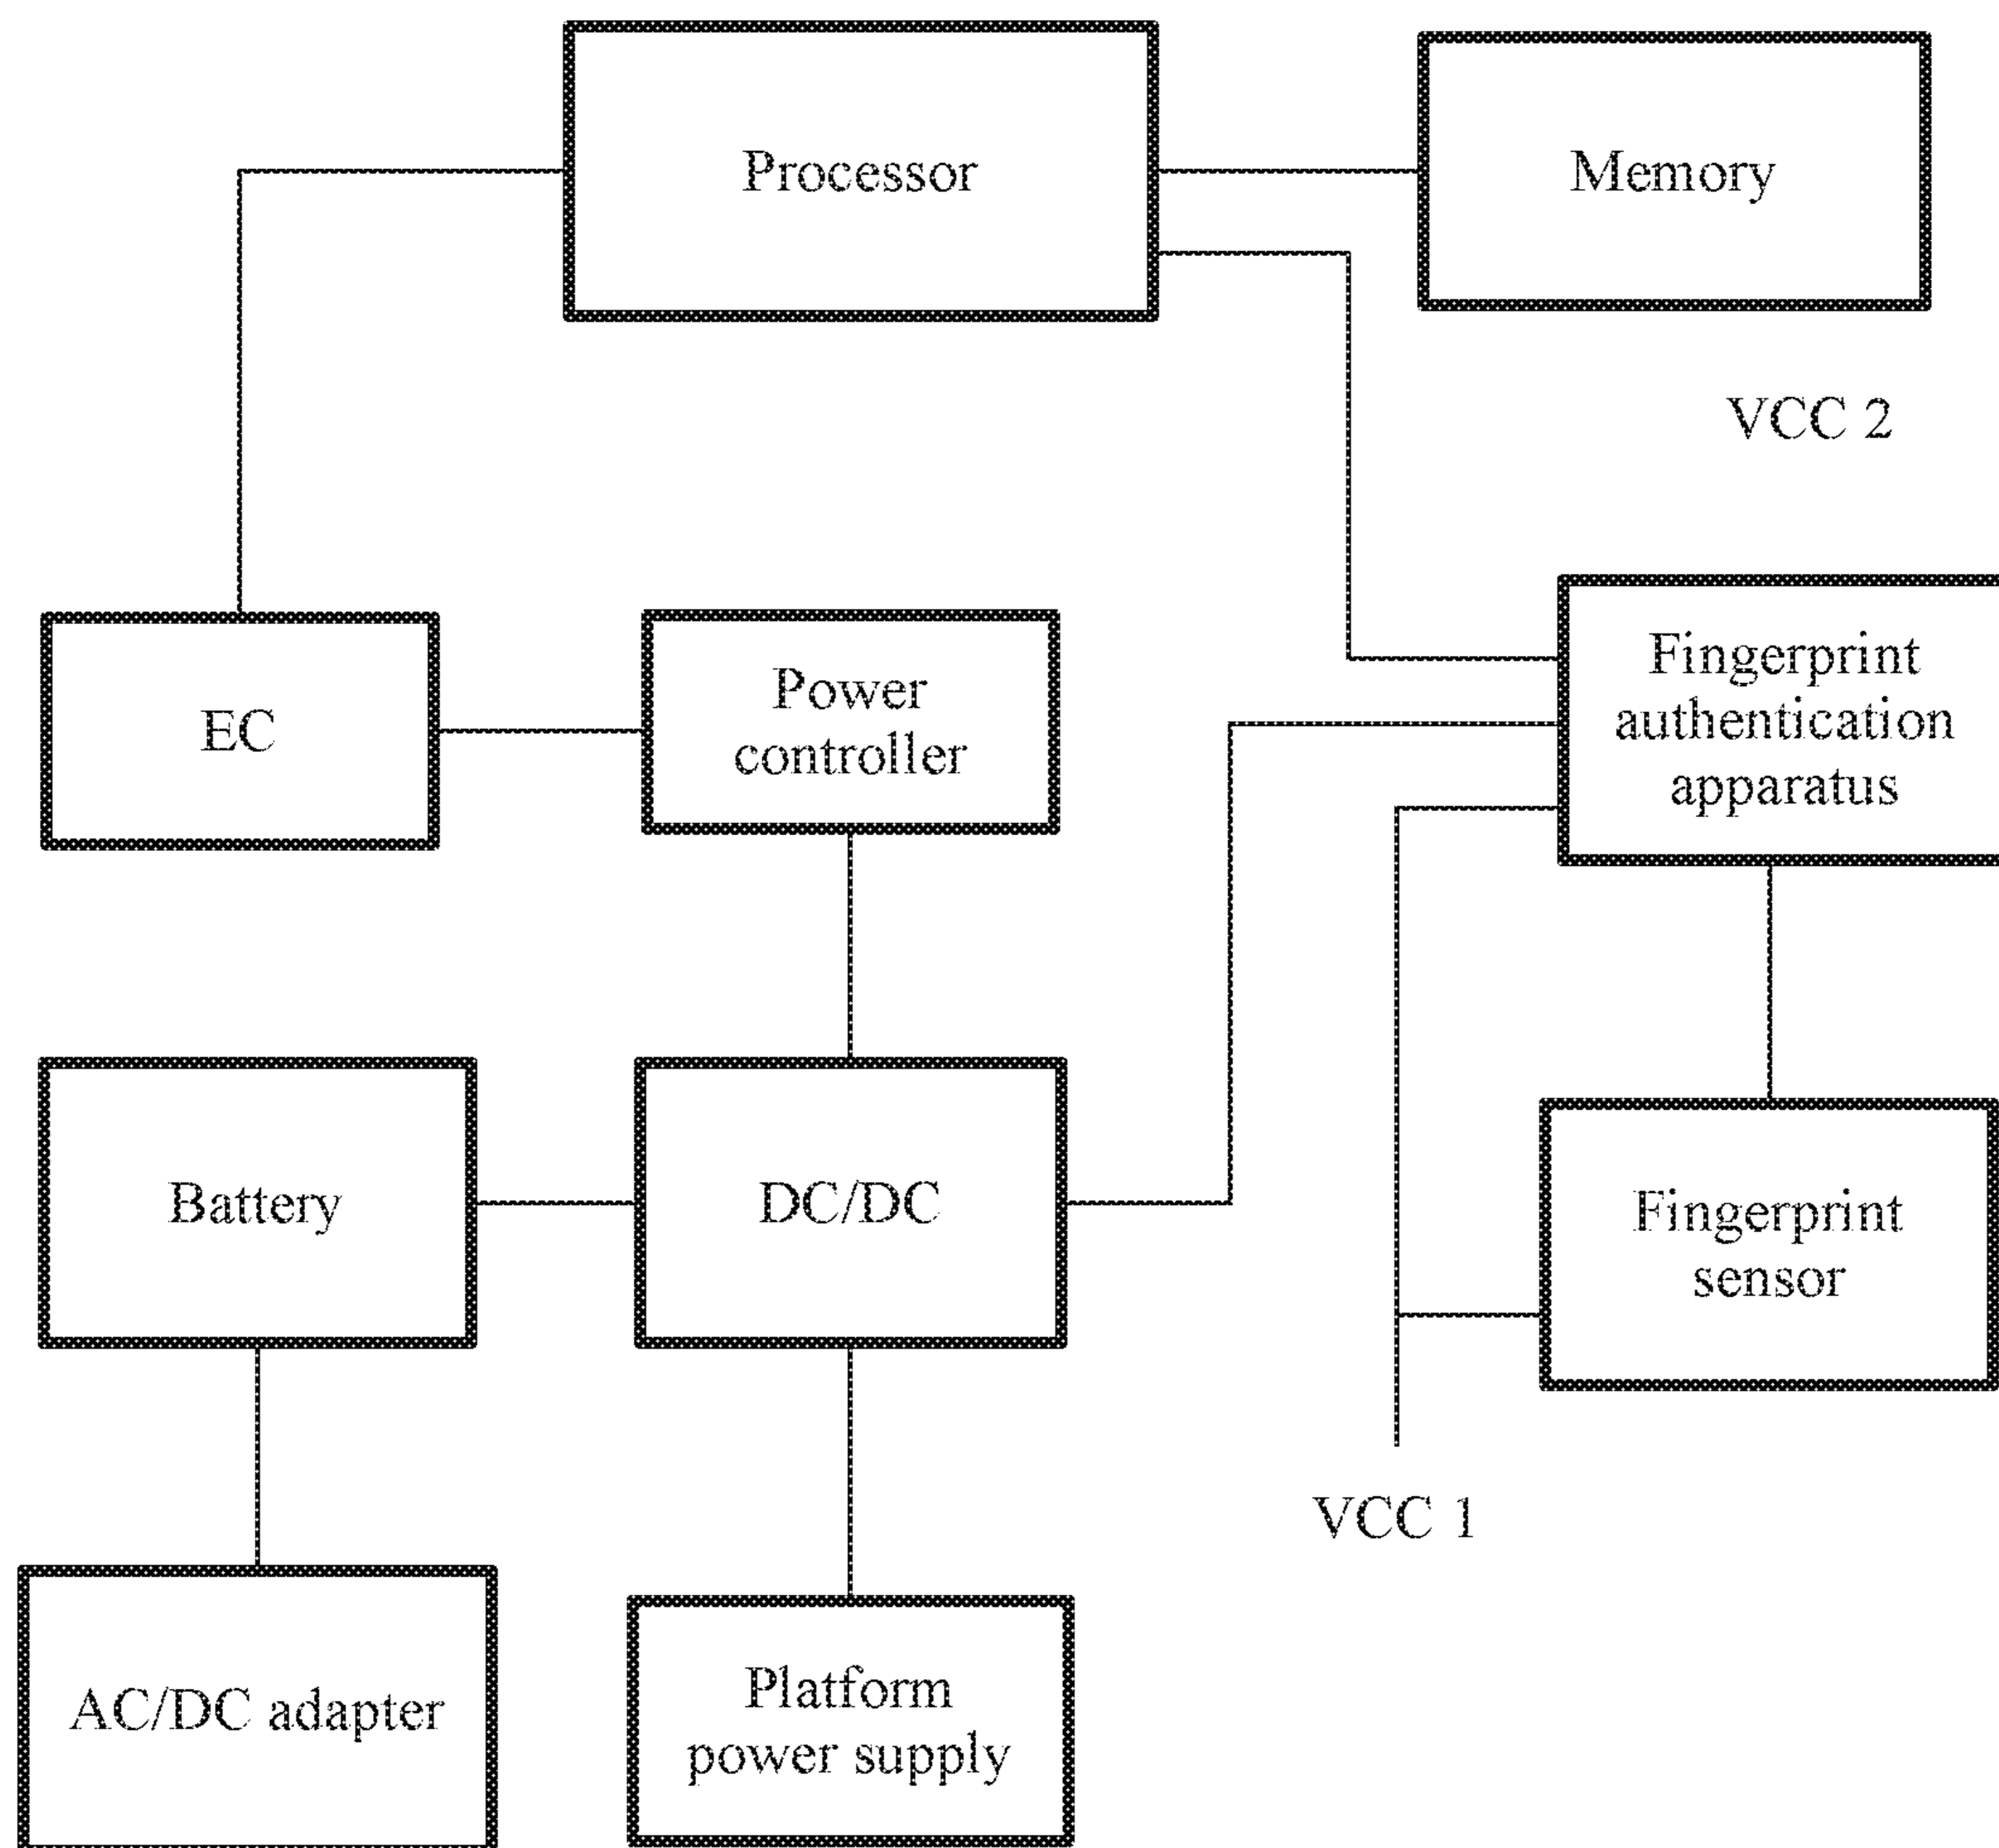 Processor
Memory
VCC 2
EC
Power
controller
Fingerprint
authentication
apparatus
Battery
DC/DC
Fingerprint
sensor
VCC 1
AC/DC adapter
Platform
power supply